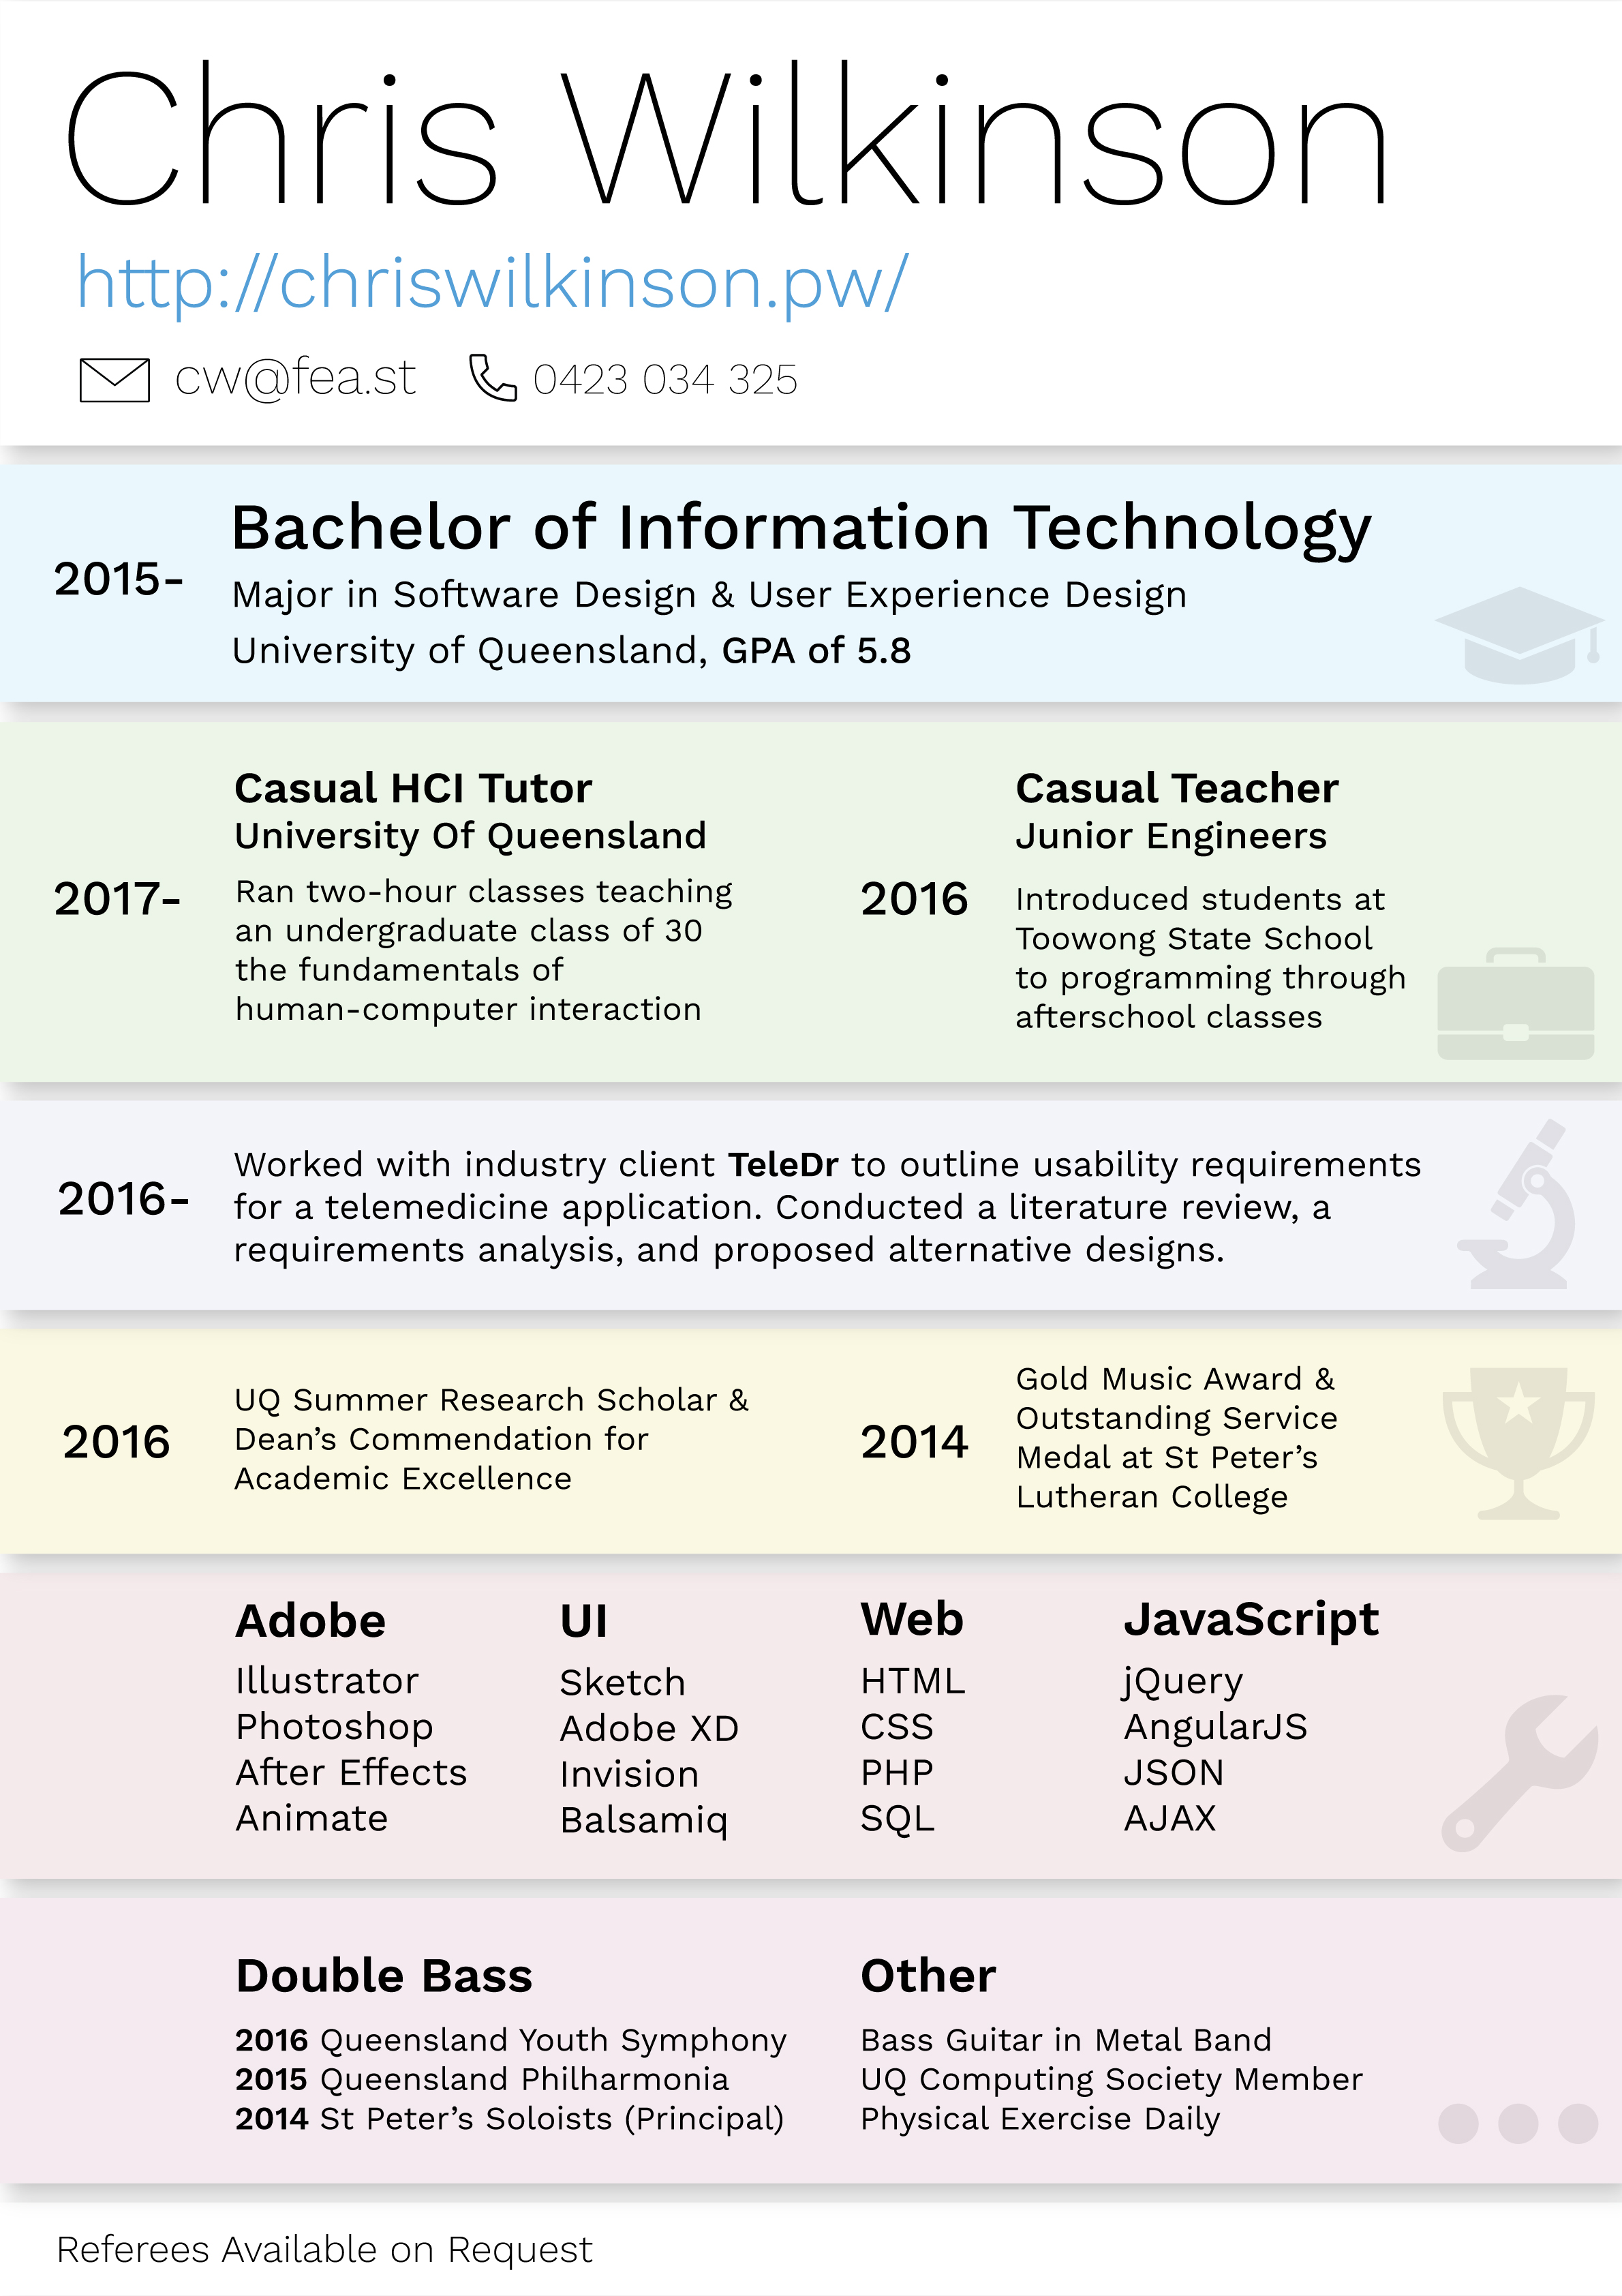 Chris Wilkinson
http://chriswilkinson.pw/
cw@fea.st 0423 034 325
2015-
Bachelor of Information Technology
Major in Software Design & User Experience Design
University of Queensland, GPA of 5.8
2017-
Casual HCI Tutor
University Of Queensland
Ran two-hour classes teaching
an undergraduate class of 30
the fundamentals of
human-computer interaction
2016
Casual Teacher
Junior Engineers
Introduced students at
Toowong State School
to programming through
afterschool classes
2016-
Worked with industry client TeleDr to outline usability requirements
for a telemedicine application. Conducted a literature review, a
requirements analysis, and proposed alternative designs.
2016
UQ Summer Research Scholar &
Dean’s Commendation for
Academic Excellence
2014
Gold Music Award &
Outstanding Service
Medal at St Peter’s
Lutheran College
Adobe
Illustrator
Photoshop
After Effects
Animate
UI
Sketch
Adobe XD
Invision
Balsamiq
Web
HTML
CSS
PHP
SQL
JavaScript
jQuery
AngularJS
JSON
AJAX
Double Bass
2016 Queensland Youth Symphony
2015 Queensland Philharmonia
2014 St Peter’s Soloists (Principal)
Other
Bass Guitar in Metal Band
UQ Computing Society Member
Physical Exercise Daily
Referees Available on Request